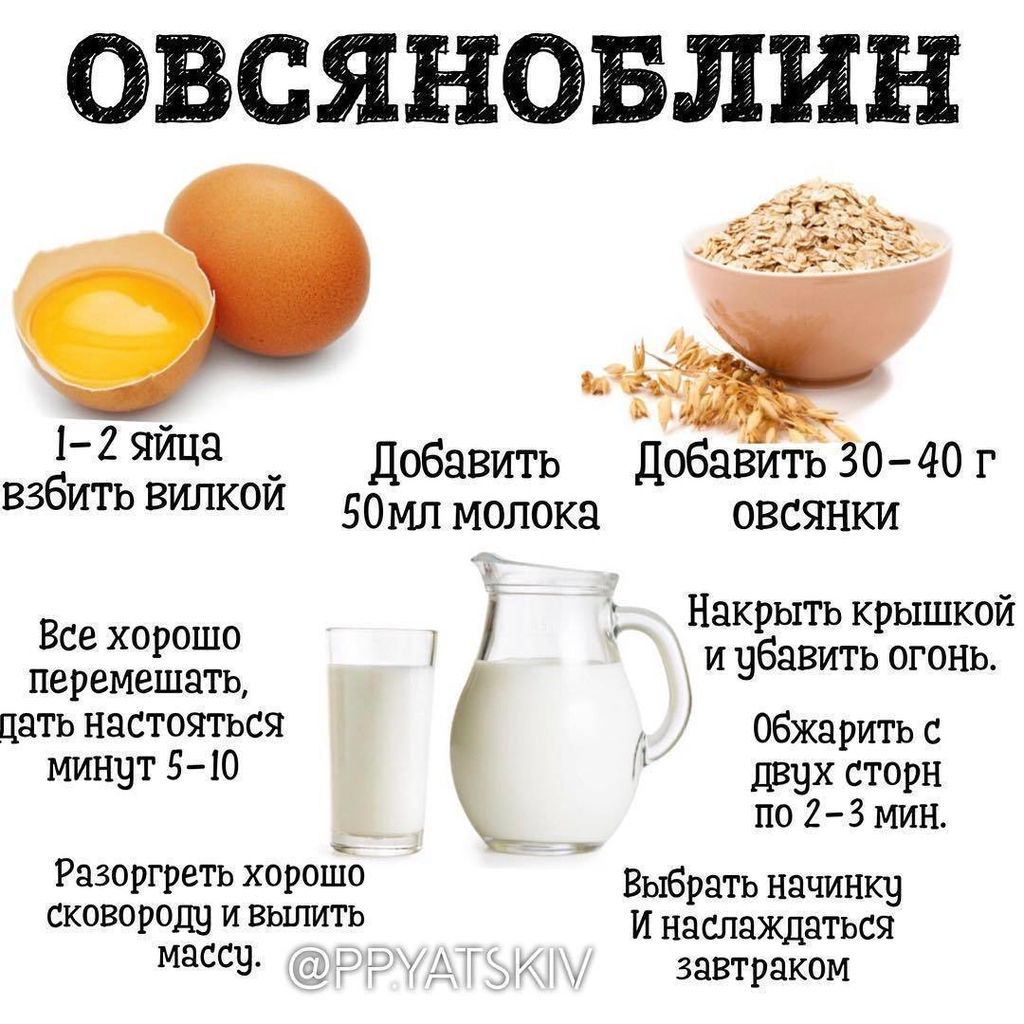 ОВСЯНОБЛИН
1-2 яйца
взбить вилкой
Добавить
50мл молока
Добавить 30-40 г
овсянки
Все хорошо
перемешать,
дать настояться
минут 5-10
Накрыть крышкой
и убавить огонь.
Обжарить с
двух сторн
по 2-3 мин.
Разоргреть хорошо
сковороду и вылить
массу.
Выбрать начинку
И наслаждаться
завтраком
@PP.YATSKIV